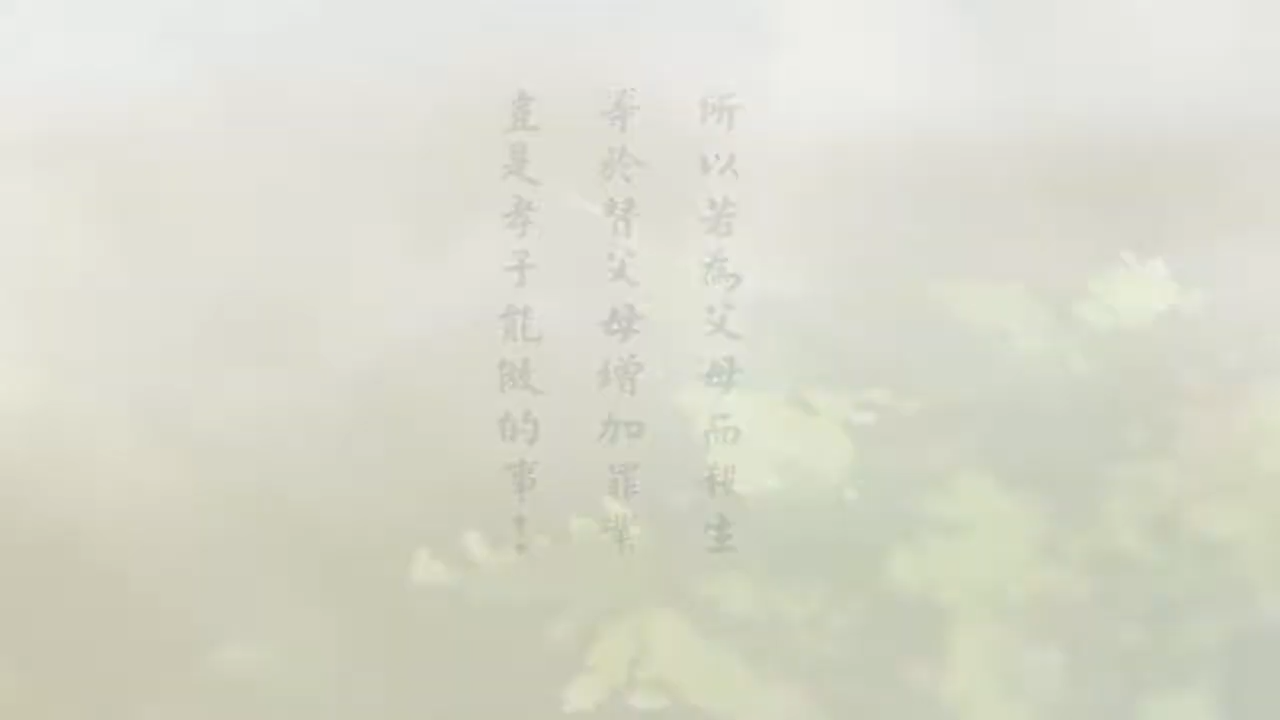 所以若為父母而殺生
等於替父母增加罪業
豈是孝子能做的事！